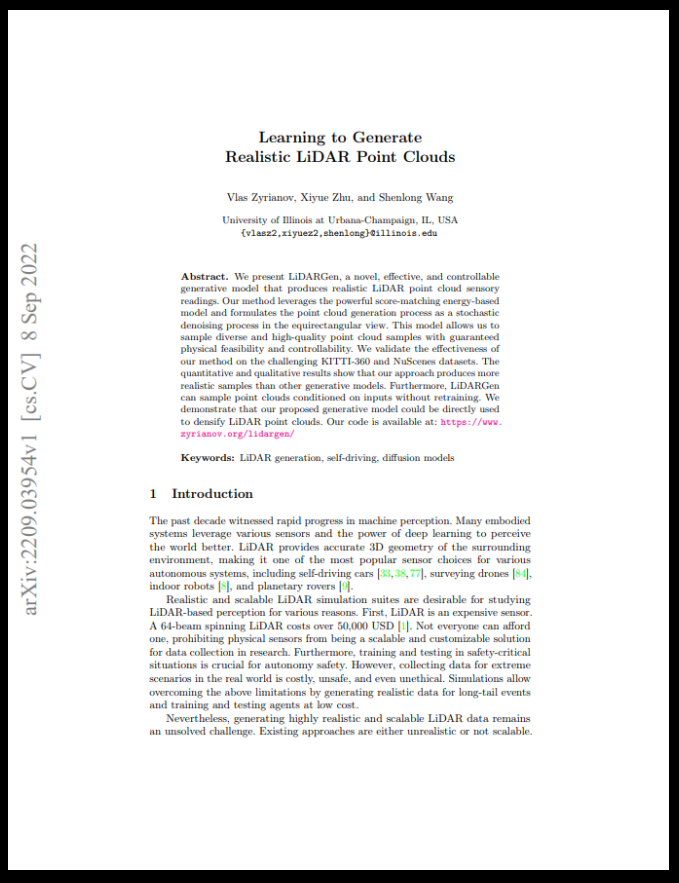 Learning to Generate
Realistic LiDAR Point Clouds
Vlas Zyrianov, Xiyue Zhu, and Shenlong Wang
University of Illinois at Urbana-Champaign, IL, USA
{vlasz2,xiyuez2,shenlong}@illinois.edu
arXiv:2209.03954v1 [cs.CV] 8 Sep 2022
Abstract. We present LiDARGen, a novel, effective, and controllable
generative model that produces realistic LiDAR point cloud sensory
readings. Our method leverages the powerful score-matching energy-based
model and formulates the point cloud generation process as a stochastic
denoising process in the equirectangular view. This model allows us to
sample diverse and high-quality point cloud samples with guaranteed
physical feasibility and controllability. We validate the effectiveness of
our method on the challenging KITTI-360 and NuScenes datasets. The
quantitative and qualitative results show that our approach produces more
realistic samples than other generative models. Furthermore, LiDARGen
can sample point clouds conditioned on inputs without retraining. We
demonstrate that our proposed generative model could be directly used
to densify LiDAR point clouds. Our code is available at: https://www.
zyrianov.org/lidargen/
Keywords: LiDAR generation, self-driving, diffusion models
1 Introduction
The past decade witnessed rapid progress in machine perception. Many embodied
systems leverage various sensors and the power of deep learning to perceive
the world better. LiDAR provides accurate 3D geometry of the surrounding
environment, making it one of the most popular sensor choices for various
autonomous systems, including self-driving cars [33,38,77], surveying drones [84],
indoor robots [8], and planetary rovers [9].
Realistic and scalable LiDAR simulation suites are desirable for studying
LiDAR-based perception for various reasons. First, LiDAR is an expensive sensor.
A 64-beam spinning LiDAR costs over 50,000 USD [1]. Not everyone can afford
one, prohibiting physical sensors from being a scalable and customizable solution
for data collection in research. Furthermore, training and testing in safety-critical
situations is crucial for autonomy safety. However, collecting data for extreme
scenarios in the real world is costly, unsafe, and even unethical. Simulations allow
overcoming the above limitations by generating realistic data for long-tail events
and training and testing agents at low cost.
Nevertheless, generating highly realistic and scalable LiDAR data remains
an unsolved challenge. Existing approaches are either unrealistic or not scalable.